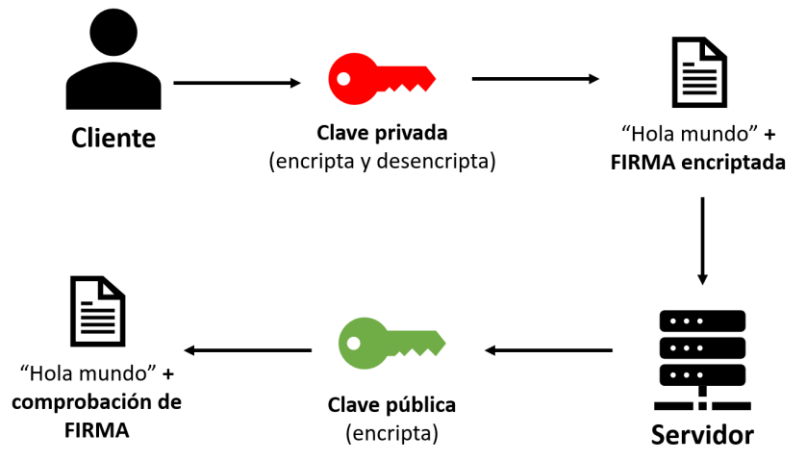 Cliente
Clave privada
(encripta y desencripta)
“Hola mundo” +
FIRMA encriptada
“Hola mundo” +
comprobación de
FIRMA
Clave pública
(encripta)
Servidor